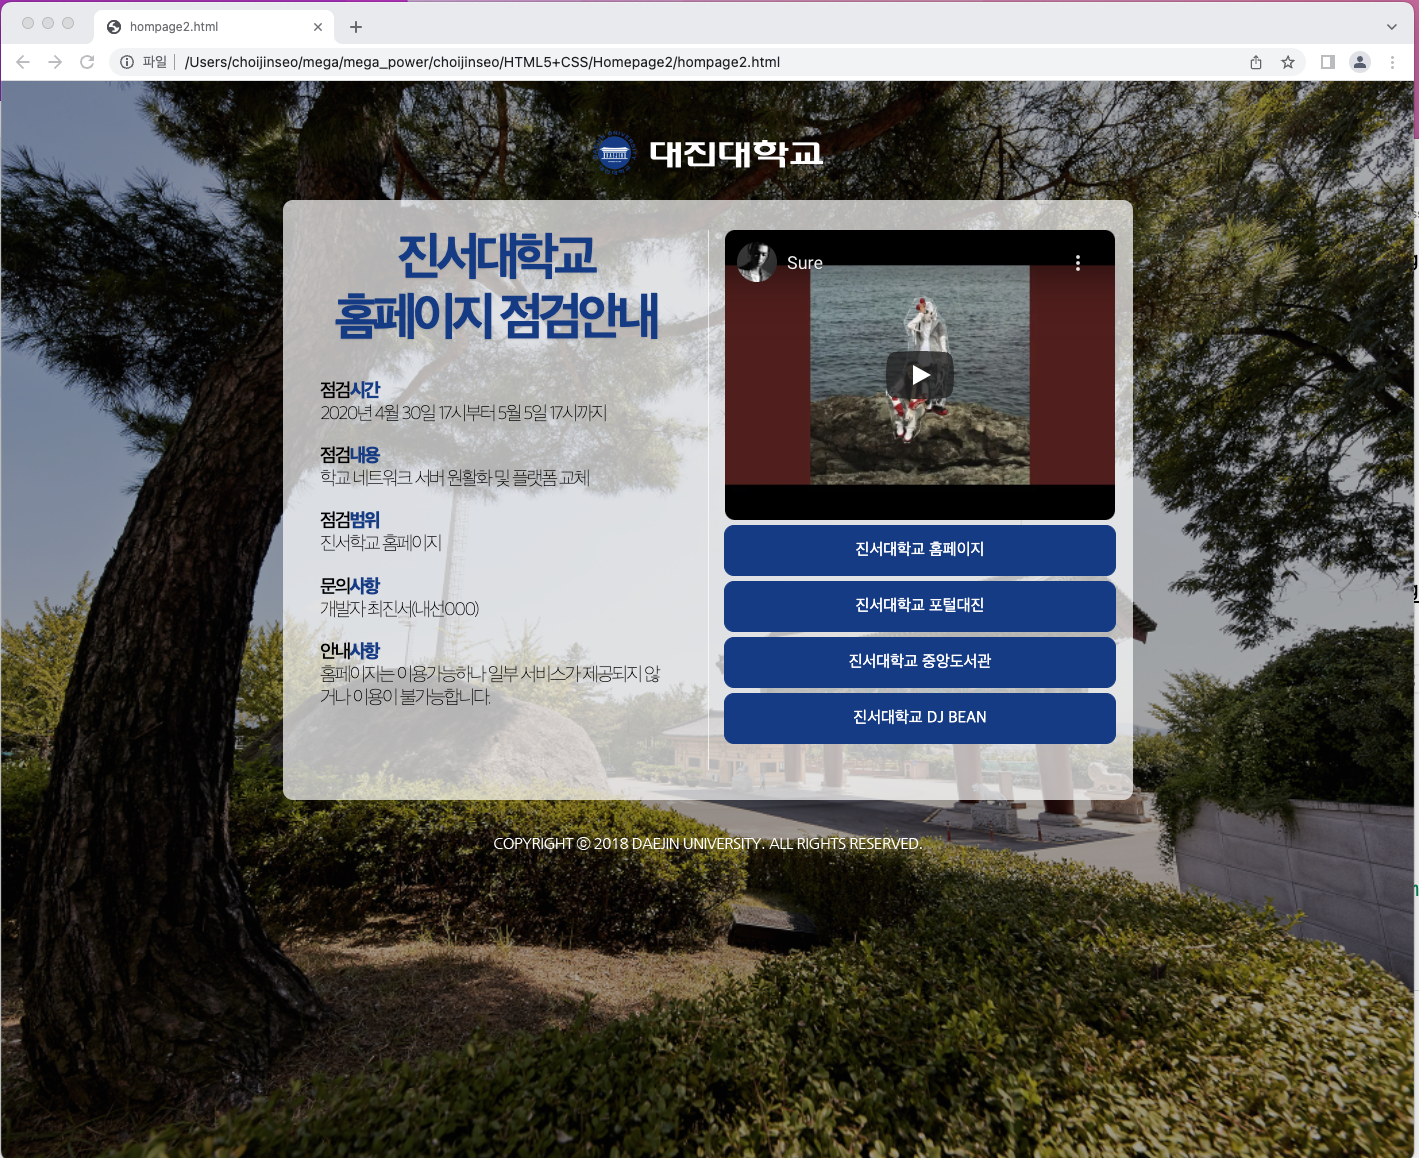 hompage2.html
파일
/Users/choijinseo/mega/mega_power/choijinseo/HTML5+CSS/Homepage2/hompage2.html
대진대학교
진서대학교
홈페이지 점검안내
점검시간
2020년 4월 30일 17시부터 5월 5일 17시까지
점검내용
학교 네트워크 서버 원활화 및 플랫폼 교체
점검범위
진서학교 홈페이지
문의사항
개발자 최진서(내선000)
안내사항
홈페이지는 이용가능하나 일부 서비스가 제공되지 않
거나 이용이 불가능합니다.
Sure
진서대학교 홈페이지
진서대학교 포털대진
진서대학교 중앙도서관
진서대학교 DJ BEAN
COPYRIGHT ⓒ 2018 DAEJIN UNIVERSITY. ALL RIGHTS RESERVED.